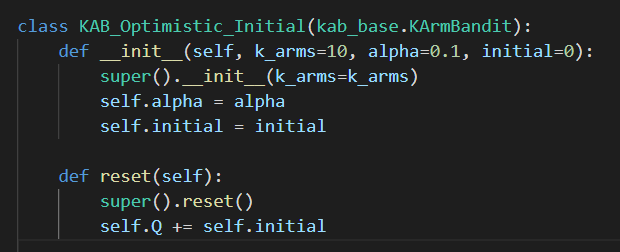 class KAB_Optimistic_Initial(kab_base.KArmBandit):
    def __init__(self, k_arms=10, alpha=0.1, initial=0):
        super().__init__(k_arms=k_arms)
        self.alpha = alpha
        self.initial = initial

    def reset(self):
        super().reset()
        self.Q += self.initial